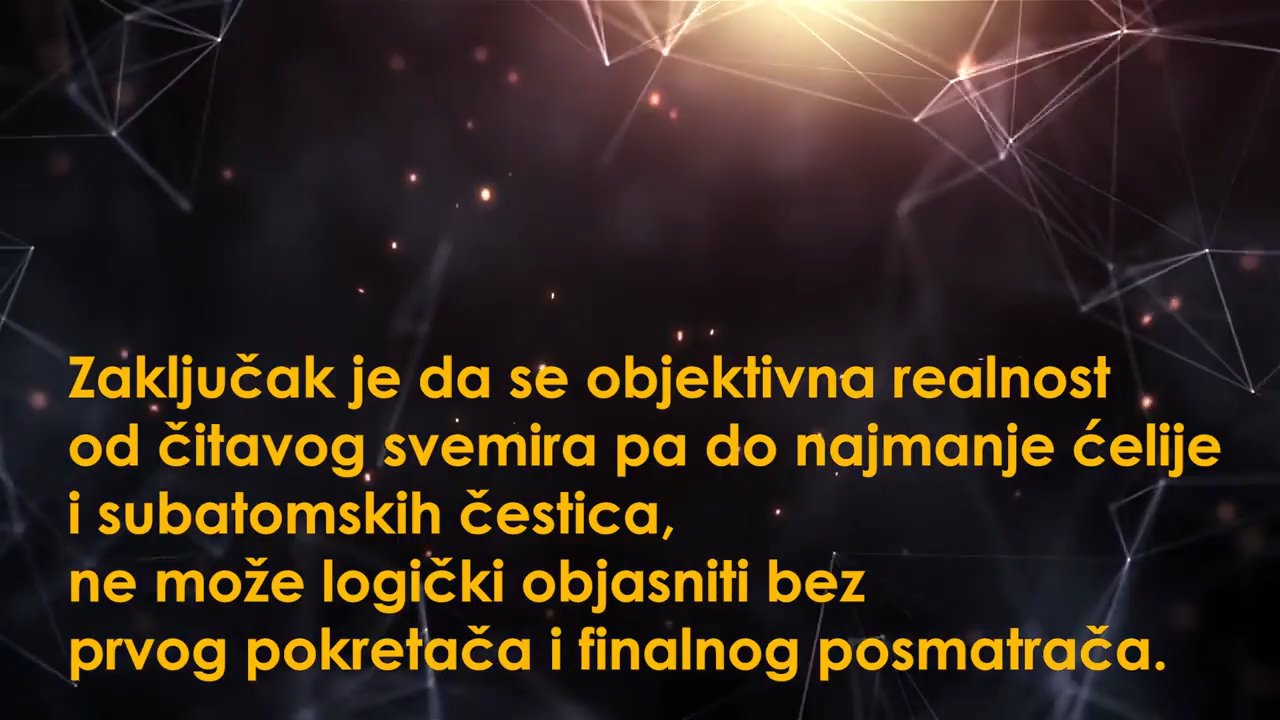 Zaključak je da se objektivna realnost
od čitavog svemira pa do najmanje ćelije
i subatomskih čestica,
ne može logički objasniti bez
prvog pokretača i finalnog posmatrača.